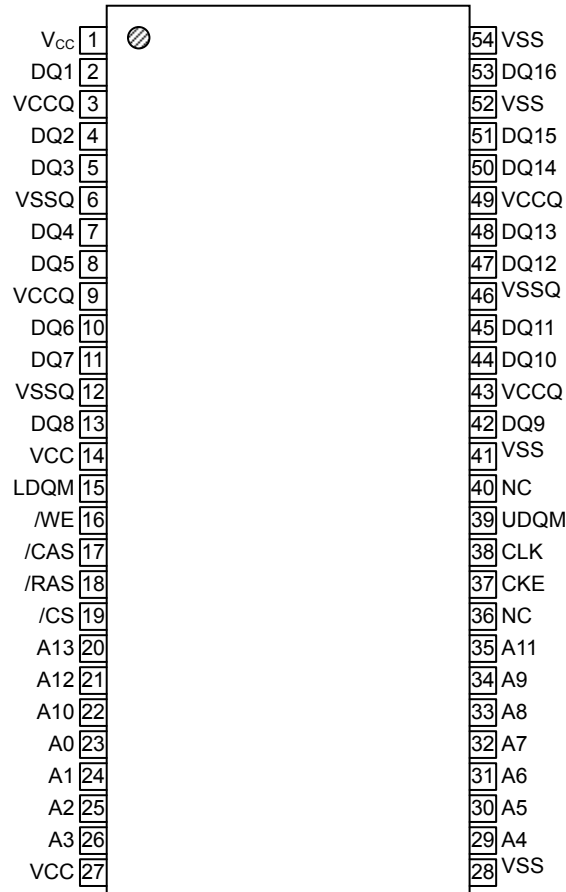 VCC 1 54 VSS
DQ1 2 53 DQ16
VCCQ 3 52 VSS
DQ2 4 51 DQ15
DQ3 5 50 DQ14
VSSQ 6 49 VCCQ
DQ4 7 48 DQ13
DQ5 8 47 DQ12
VCCQ 9 46 VSSQ
DQ6 10 45 DQ11
DQ7 11 44 DQ10
VSSQ 12 43 VCCQ
DQ8 13 42 DQ9
VCC 14 41 VSS
LDQM 15 40 NC
/WE 16 39 UDQM
/CAS 17 38 CLK
/RAS 18 37 CKE
/CS 19 36 NC
A13 20 35 A11
A12 21 34 A9
A10 22 33 A8
A0 23 32 A7
A1 24 31 A6
A2 25 30 A5
A3 26 29 A4
VCC 27 28 VSS